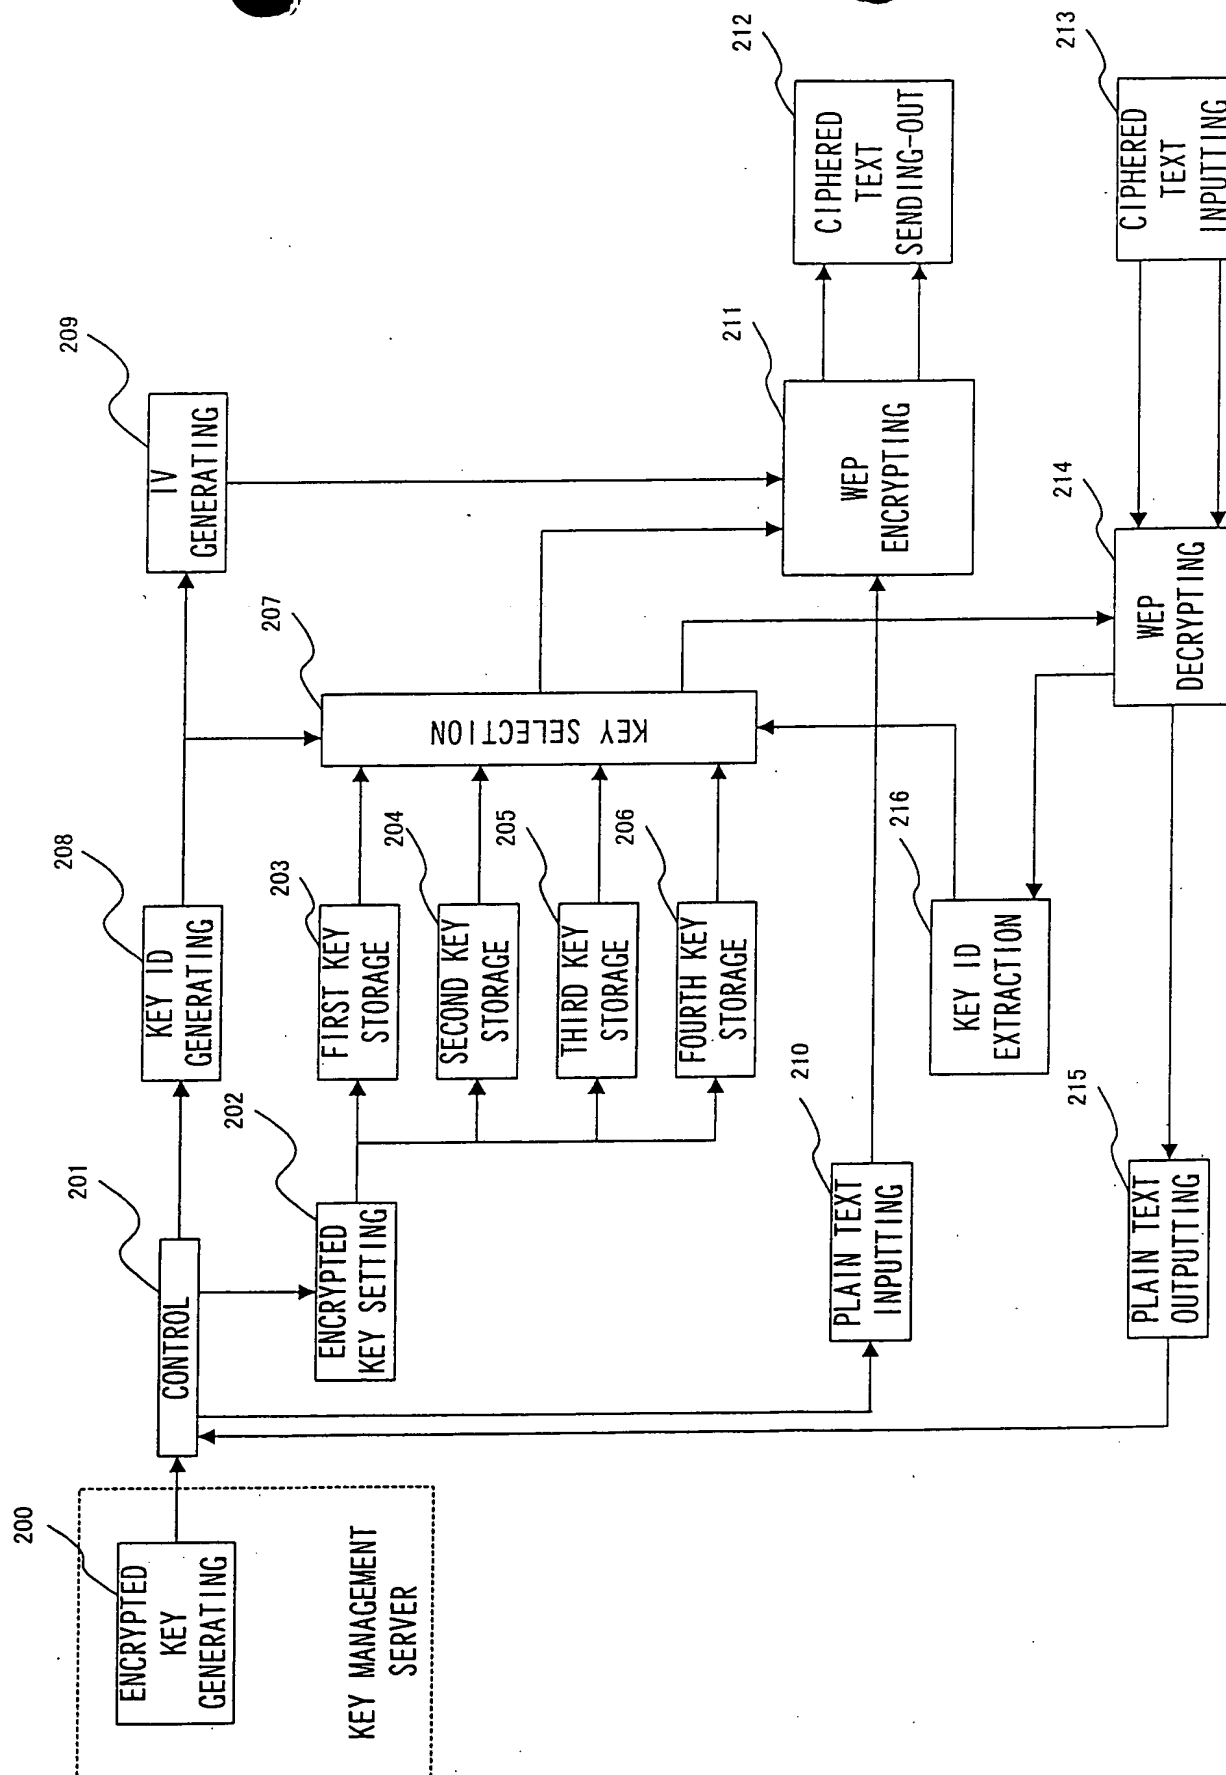 200
ENCRYPTED
KEY
GENERATING
KEY MANAGEMENT
SERVER
201
CONTROL
202
ENCRYPTED
KEY SETTING
208
KEY ID
GENERATING
209
IV
GENERATING
203
FIRST KEY
STORAGE
204
SECOND KEY
STORAGE
205
THIRD KEY
STORAGE
206
FOURTH KEY
STORAGE
207
KEY SELECTION
210
PLAIN TEXT
INPUTTING
211
WEP
ENCRYPTING
212
CIPHERED
TEXT
SENDING-OUT
213
CIPHERED
TEXT
INPUTTING
214
WEP
DECRYPTING
216
KEY ID
EXTRACTION
215
PLAIN TEXT
OUTPUTTING